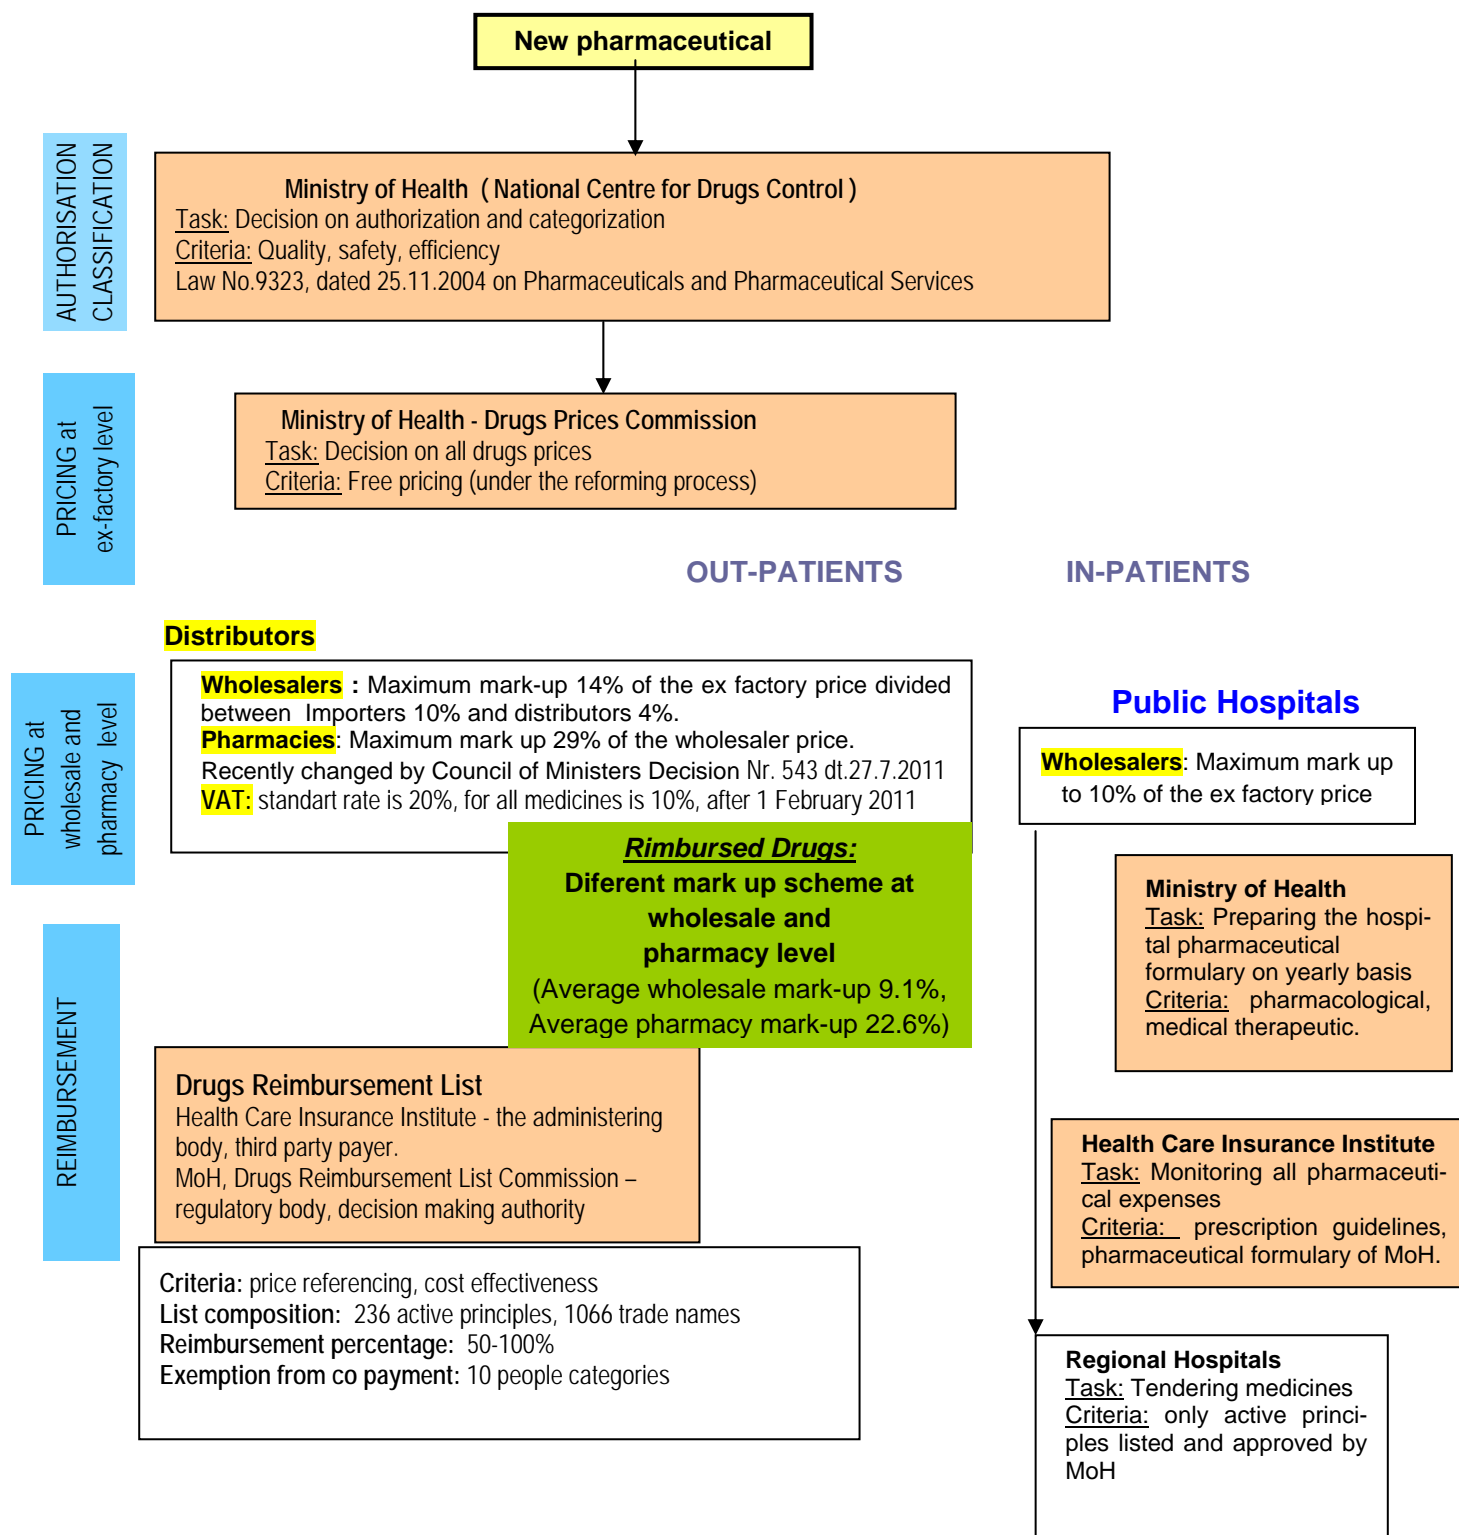 New pharmaceutical
AUTHORISATION
CLASSIFICATION
Ministry of Health ( National Centre for Drugs Control )
Task: Decision on authorization and categorization
Criteria: Quality, safety, efficiency
Law No.9323, dated 25.11.2004 on Pharmaceuticals and Pharmaceutical Services
PRICING at
ex-factory level
Ministry of Health - Drugs Prices Commission
Task: Decision on all drugs prices
Criteria: Free pricing (under the reforming process)
OUT-PATIENTS
IN-PATIENTS
Distributors
PRICING at
wholesale and
pharmacy level
Wholesalers : Maximum mark-up 14% of the ex factory price divided
between Importers 10% and distributors 4%.
Pharmacies: Maximum mark up 29% of the wholesaler price.
Recently changed by Council of Ministers Decision Nr. 543 dt.27.7.2011
VAT: standart rate is 20%, for all medicines is 10%, after 1 February 2011
Public Hospitals
Wholesalers: Maximum mark up
to 10% of the ex factory price
Rimbursed Drugs:
Diferent mark up scheme at
wholesale and
pharmacy level
(Average wholesale mark-up 9.1%,
Average pharmacy mark-up 22.6%)
Ministry of Health
Task: Preparing the hospi-
tal pharmaceutical
formulary on yearly basis
Criteria: pharmacological,
medical therapeutic.
REIMBURSEMENT
Drugs Reimbursement List
Health Care Insurance Institute - the administering
body, third party payer.
MoH, Drugs Reimbursement List Commission –
regulatory body, decision making authority
Health Care Insurance Institute
Task: Monitoring all pharmaceuti-
cal expenses
Criteria: prescription guidelines,
pharmaceutical formulary of MoH.
Criteria: price referencing, cost effectiveness
List composition: 236 active principles, 1066 trade names
Reimbursement percentage: 50-100%
Exemption from co payment: 10 people categories
Regional Hospitals
Task: Tendering medicines
Criteria: only active princi-
ples listed and approved by
MoH